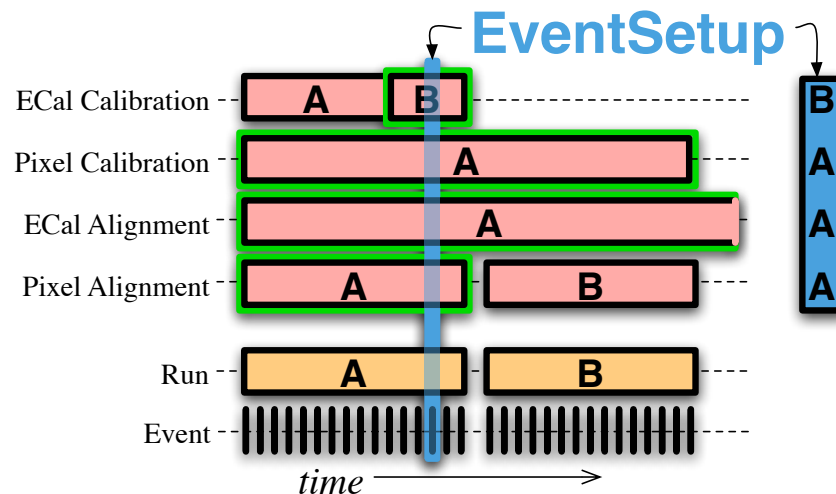 EventSetup
ECal Calibration A B B
Pixel Calibration A A
ECal Alignment A A
Pixel Alignment A B A
Run A B
Event
time